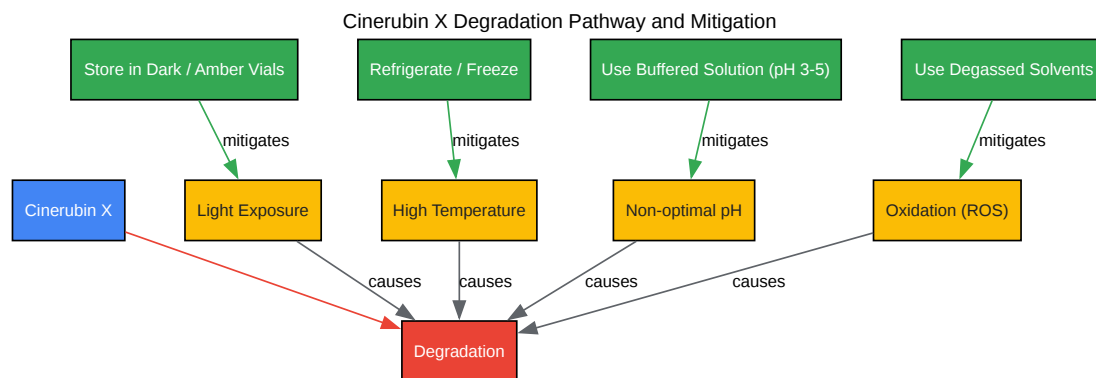 Cinerubin X Degradation Pathway and Mitigation
Store in Dark / Amber Vials
Refrigerate / Freeze
Use Buffered Solution (pH 3-5)
Use Degassed Solvents
mitigates
mitigates
mitigates
mitigates
Cinerubin X
Light Exposure
High Temperature
Non-optimal pH
Oxidation (ROS)
causes
causes
causes
causes
Degradation